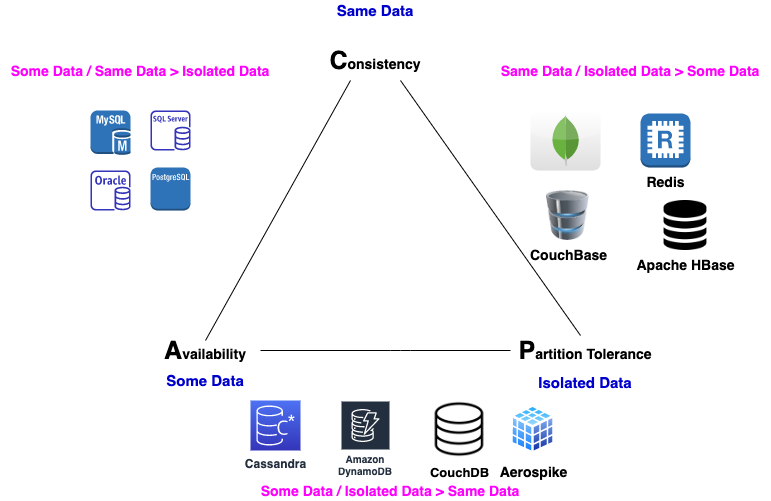 Same Data
Consistency
Some Data / Same Data > Isolated Data
Same Data / Isolated Data > Some Data
MySQL
M
SQL Server
Oracle
PostgreSQL
R
Redis
CouchBase
Apache HBase
Availability
Some Data
Partition Tolerance
Isolated Data
C*
Cassandra
Amazon
DynamoDB
CouchDB
Aerospike
Some Data / Isolated Data > Same Data